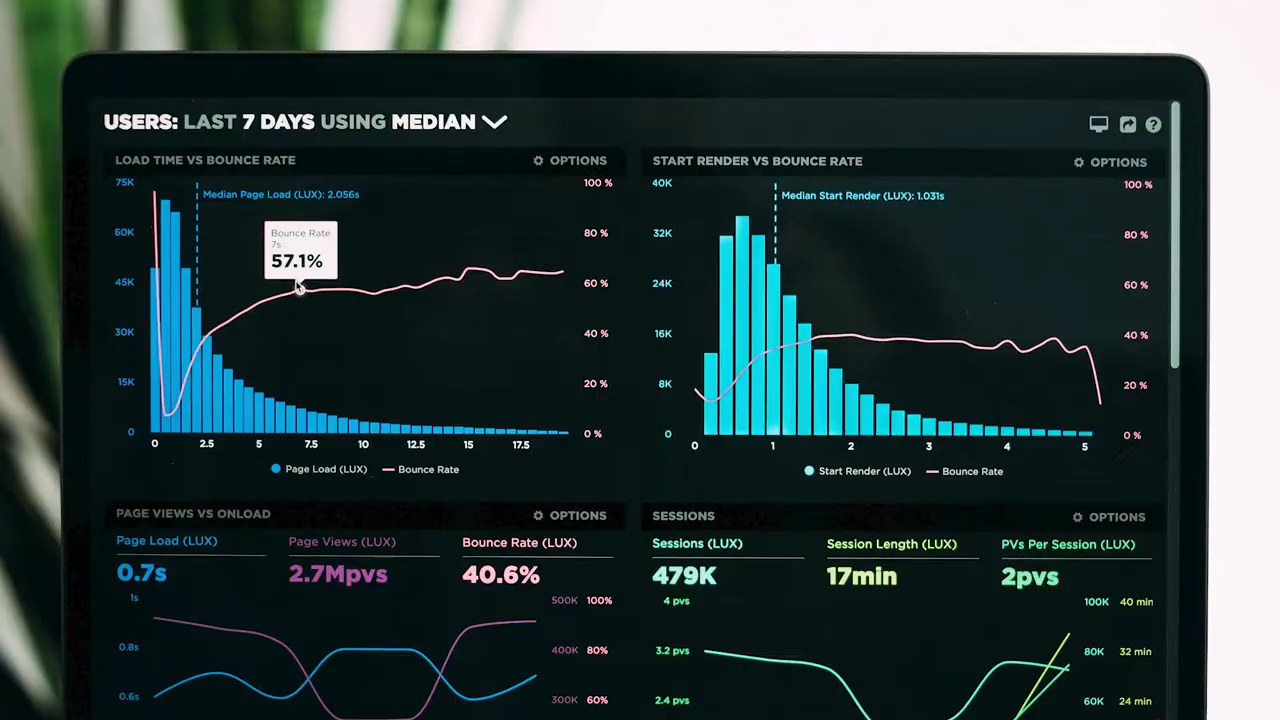 USERS: LAST 7 DAYS USING MEDIAN
LOAD TIME VS BOUNCE RATE
OPTIONS
75K
60K
45K
30K
15K
0
Median Page Load (LUX): 2.056s
Bounce Rate
7s
57.1%
100 %
80 %
60 %
40 %
20 %
0 %
0 2.5 5 7.5 10 12.5 15 17.5
Page Load (LUX) Bounce Rate
START RENDER VS BOUNCE RATE
OPTIONS
40K
32K
24K
16K
8K
0
Median Start Render (LUX): 1.031s
100 %
80 %
60 %
40 %
20 %
0 %
0 1 2 3 4 5
Start Render (LUX) Bounce Rate
PAGE VIEWS VS ONLOAD
OPTIONS
Page Load (LUX)
0.7s
Page Views (LUX)
2.7Mpvs
Bounce Rate (LUX)
40.6%
1s
0.8s
0.6s
500K 100%
400K 80%
300K 60%
SESSIONS
OPTIONS
Sessions (LUX)
479K
Session Length (LUX)
17min
PVs Per Session (LUX)
2pvs
4 pvs
3.2 pvs
2.4 pvs
100K 40 min
80K 32 min
60K 24 min